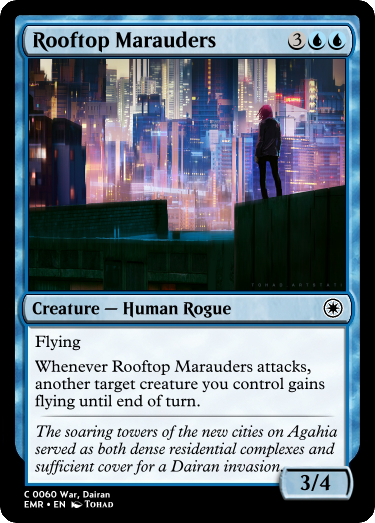 Rooftop Marauders 3
Creature — Human Rogue
Flying
Whenever Rooftop Marauders attacks,
another target creature you control gains
flying until end of turn.
The soaring towers of the new cities on Agahia
served as both dense residential complexes and
sufficient cover for a Dairan invasion.
3/4
C 0060 War, Dairan
EMR • EN Tohad